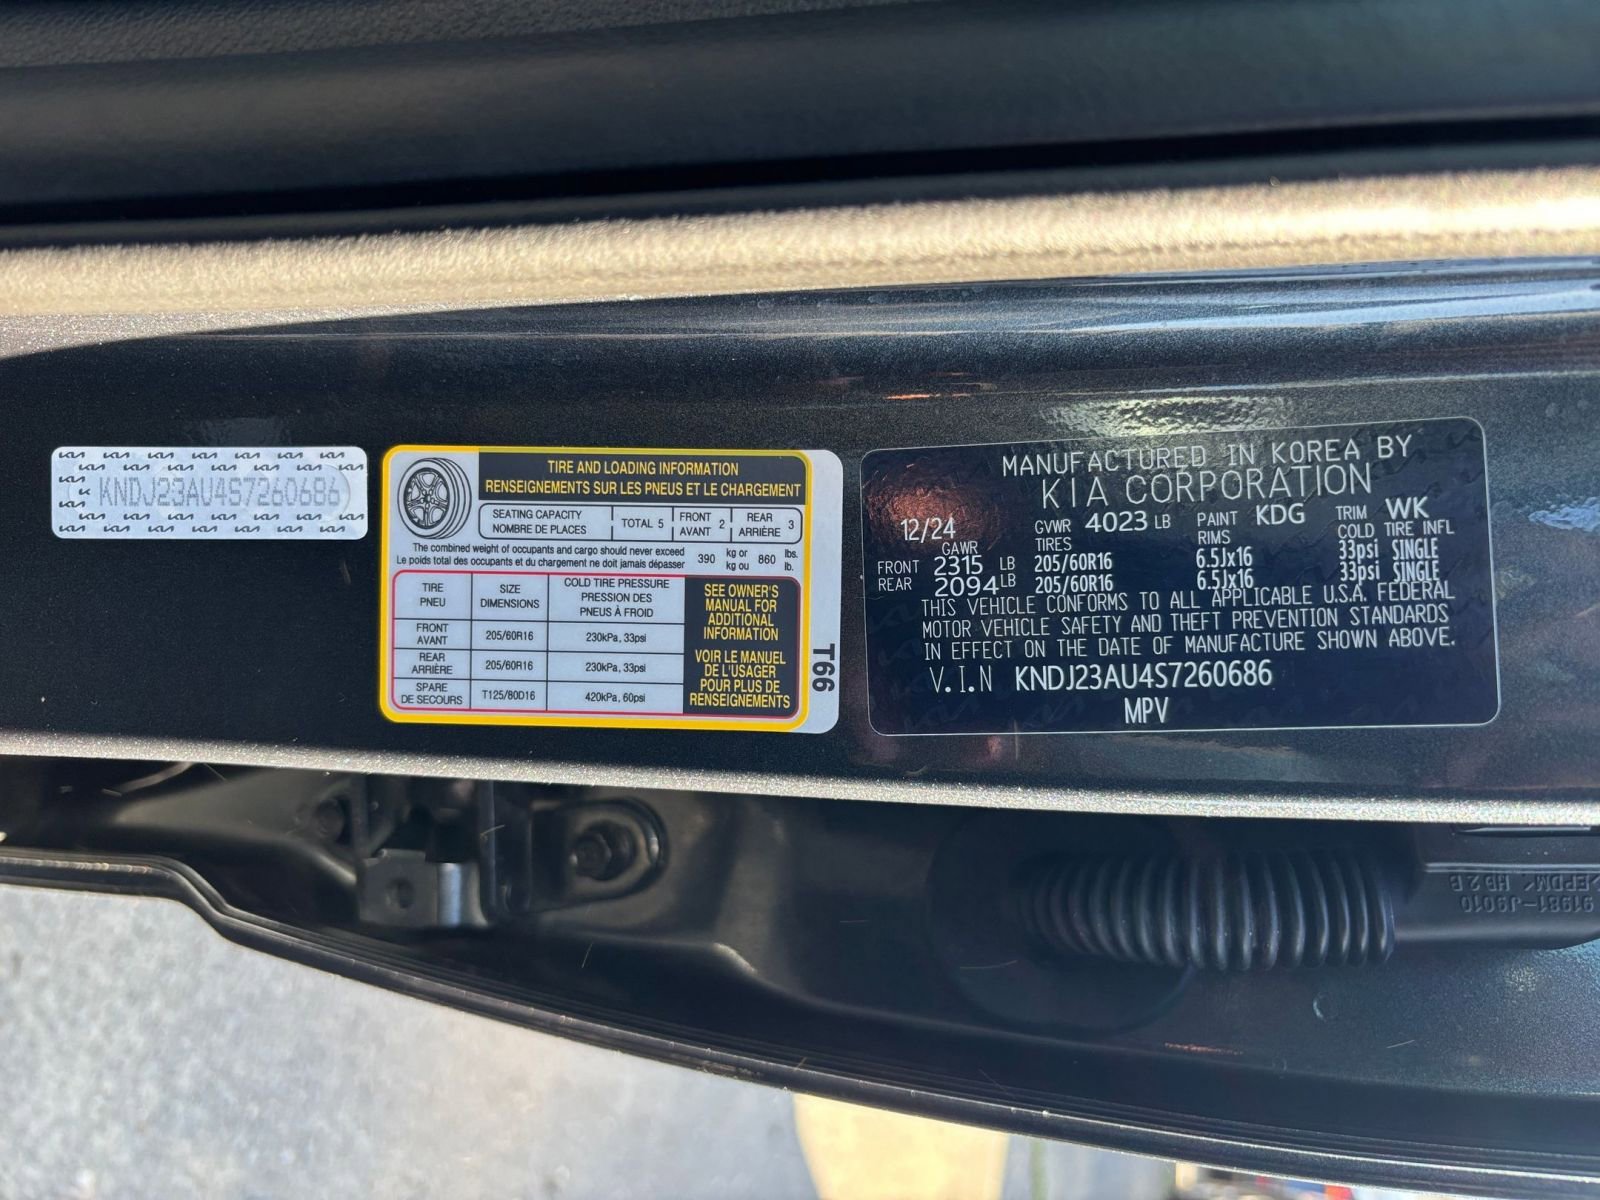 KNDJ23AU4S7260686
TIRE AND LOADING INFORMATION
RENSEIGNEMENTS SUR LES PNEUS ET LE CHARGEMENT
SEATING CAPACITY
NOMBRE DE PLACES
TOTAL 5
FRONT
AVANT
2
REAR
ARRIÈRE
3
The combined weight of occupants and cargo should never exceed
Le poids total des occupants et du chargement ne doit jamais dépasser
390
kg or
kg ou
860
lbs.
lb.
TIRE
PNEU
SIZE
DIMENSIONS
COLD TIRE PRESSURE
PRESSION DES
PNEUS À FROID
FRONT
AVANT
205/60R16
230kPa, 33psi
REAR
ARRIÈRE
205/60R16
230kPa, 33psi
SPARE
DE SECOURS
T125/80D16
420kPa, 60psi
SEE OWNER'S
MANUAL FOR
ADDITIONAL
INFORMATION
VOIR LE MANUEL
DE L'USAGER
POUR PLUS DE
RENSEIGNEMENTS
T66
MANUFACTURED IN KOREA BY
KIA CORPORATION
12/24 GVWR 4023 LB PAINT KDG TRIM WK
GAWR TIRES RIMS COLD TIRE INFL
FRONT 2315 LB 205/60R16 6.5Jx16 33psi SINGLE
REAR 2094 LB 205/60R16 6.5Jx16 33psi SINGLE
THIS VEHICLE CONFORMS TO ALL APPLICABLE U.S.A. FEDERAL
MOTOR VEHICLE SAFETY AND THEFT PREVENTION STANDARDS
IN EFFECT ON THE DATE OF MANUFACTURE SHOWN ABOVE.
V.I.N KNDJ23AU4S7260686
MPV
91981-J9010
>EPDM< HB 2 B